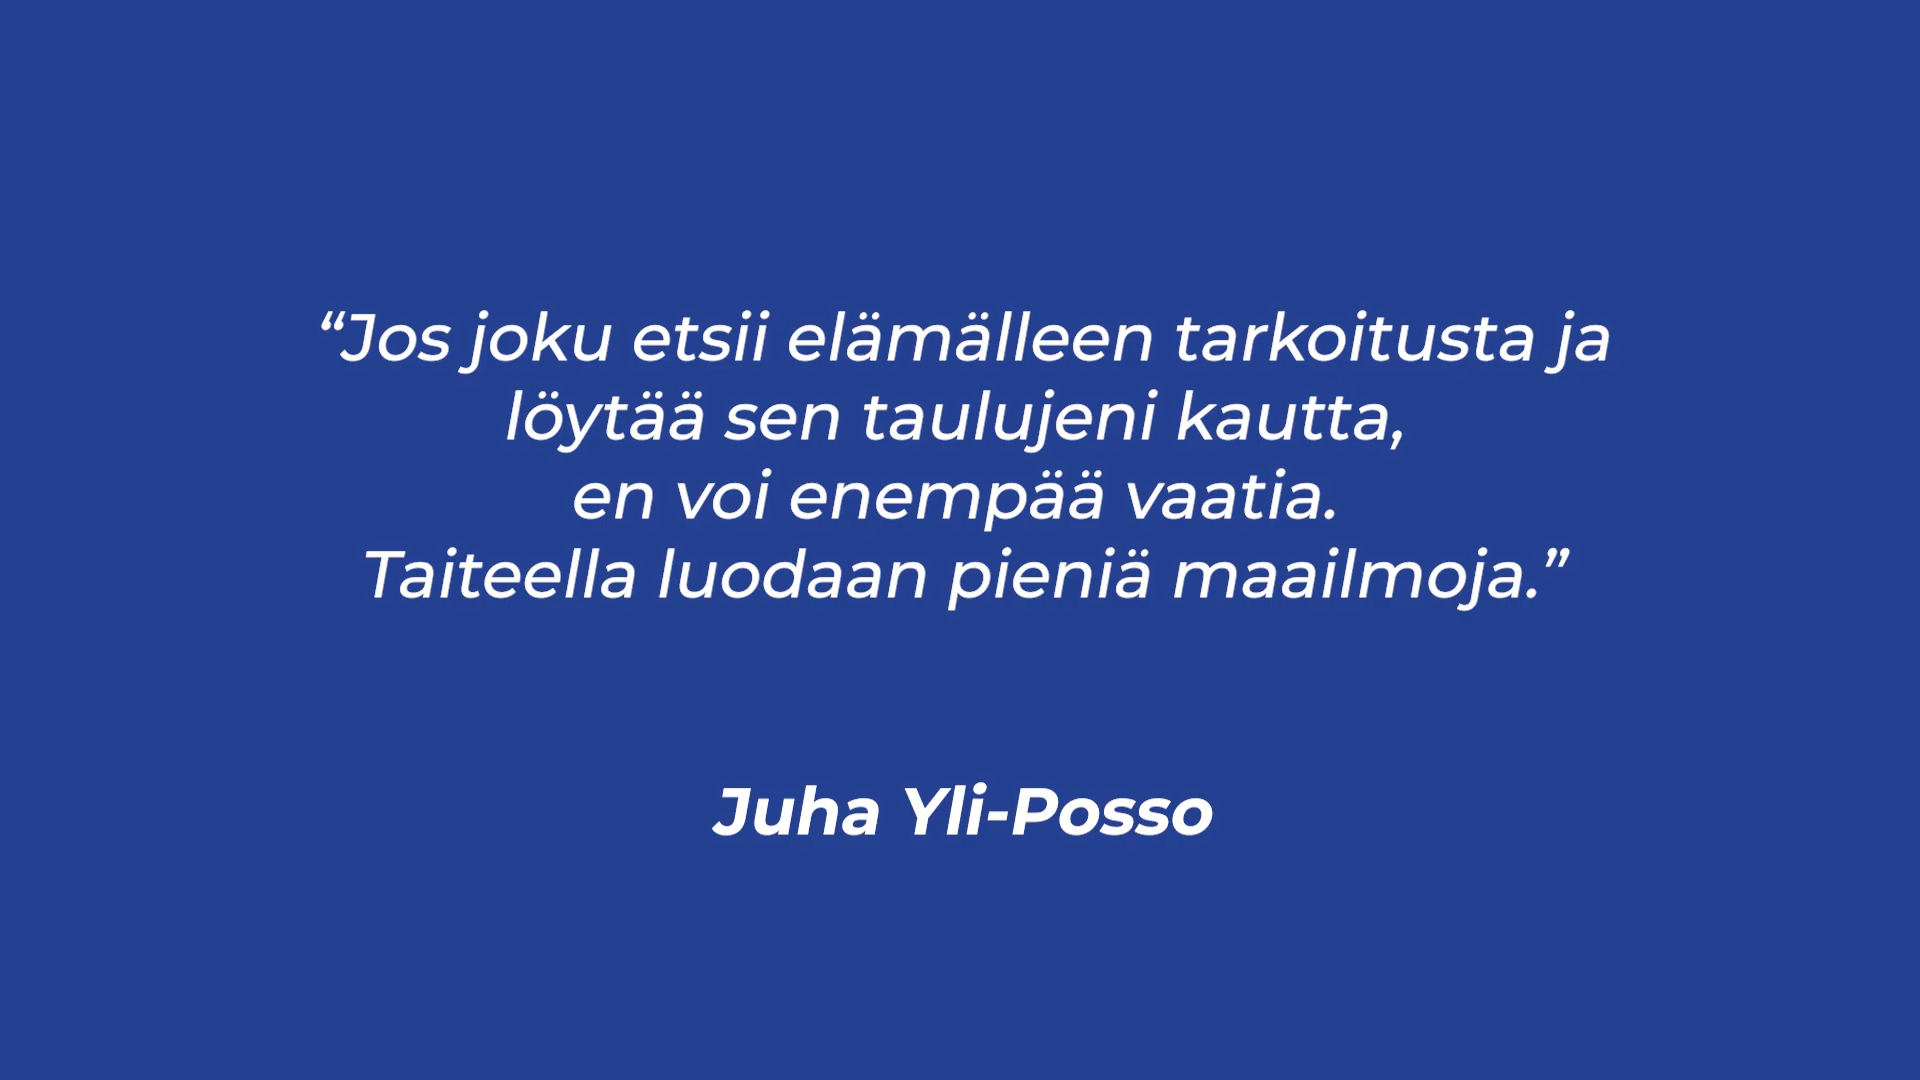 “Jos joku etsii elämälleen tarkoitusta ja
löytää sen taulujeni kautta,
en voi enempää vaatia.
Taiteella luodaan pieniä maailmoja.”
Juha Yli-Posso